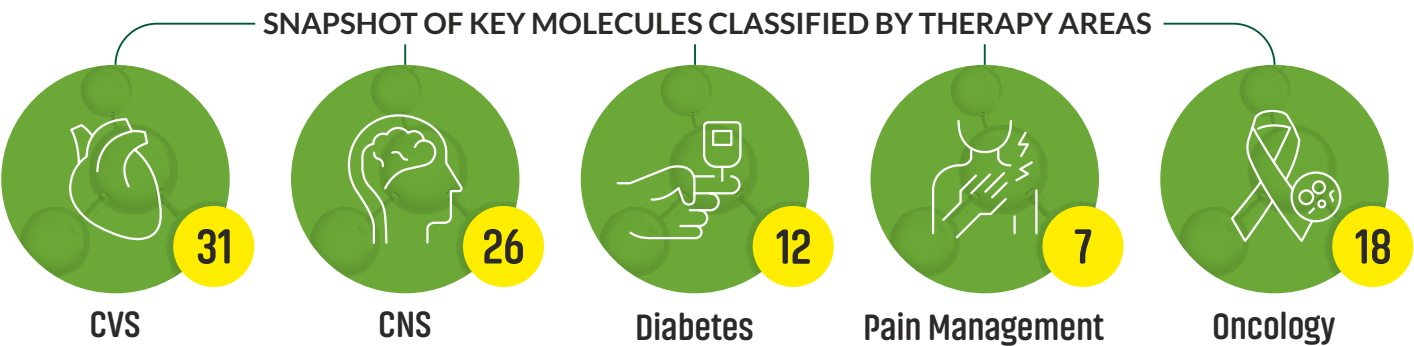 SNAPSHOT OF KEY MOLECULES CLASSIFIED BY THERAPY AREAS
31
CVS
26
CNS
12
Diabetes
7
Pain Management
18
Oncology